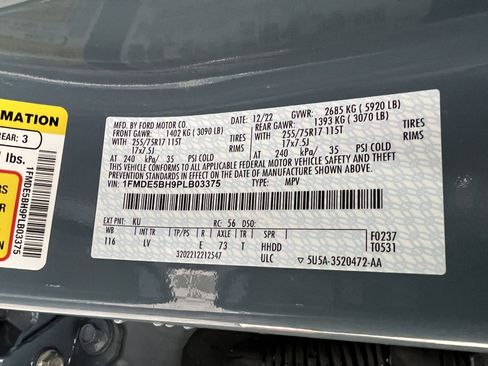 MATION
REAR: 3
lbs.
1FMDE5BH9PLB03375
MFD. BY FORD MOTOR CO.
DATE: 12/22 GVWR: 2685 KG ( 5920 LB)
FRONT GAWR: 1402 KG ( 3090 LB) REAR GAWR: 1393 KG ( 3070 LB)
WITH 255/75R17 115T TIRES WITH 255/75R17 115T TIRES
17x7.5J RIMS 17x7.5J RIMS
AT 240 kPa/ 35 PSI COLD AT 240 kPa/ 35 PSI COLD
THIS VEHICLE CONFORMS TO ALL APPLICABLE FEDERAL MOTOR VEHICLE SAFETY, BUMPER, AND THEFT
PREVENTION STANDARDS IN EFFECT ON THE DATE OF MANUFACTURE SHOWN ABOVE.
VIN: 1FMDE5BH9PLB03375 TYPE: MPV
EXT PNT: KU RC: 56 DSO: F0237
WB BRK INT TR TP/PS R AXLE TR SPR T0531
116 LV E 73 T HHDD
3202212212547 ULC 5U5A-3520472-AA